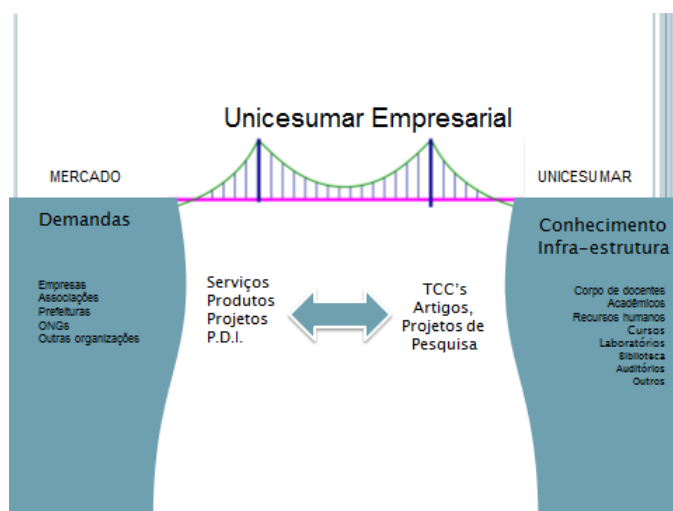 Unicesumar Empresarial
MERCADO
UNICESUMAR
Demandas
Empresas
Associações
Prefeituras
ONGs
Outras organizações
Serviços
Produtos
Projetos
P.D.I.
TCC's
Artigos,
Projetos de
Pesquisa
Conhecimento
Infra-estrutura
Corpo de docentes
Acadêmicos
Recursos humanos
Cursos
Laboratórios
Biblioteca
Auditórios
Outros